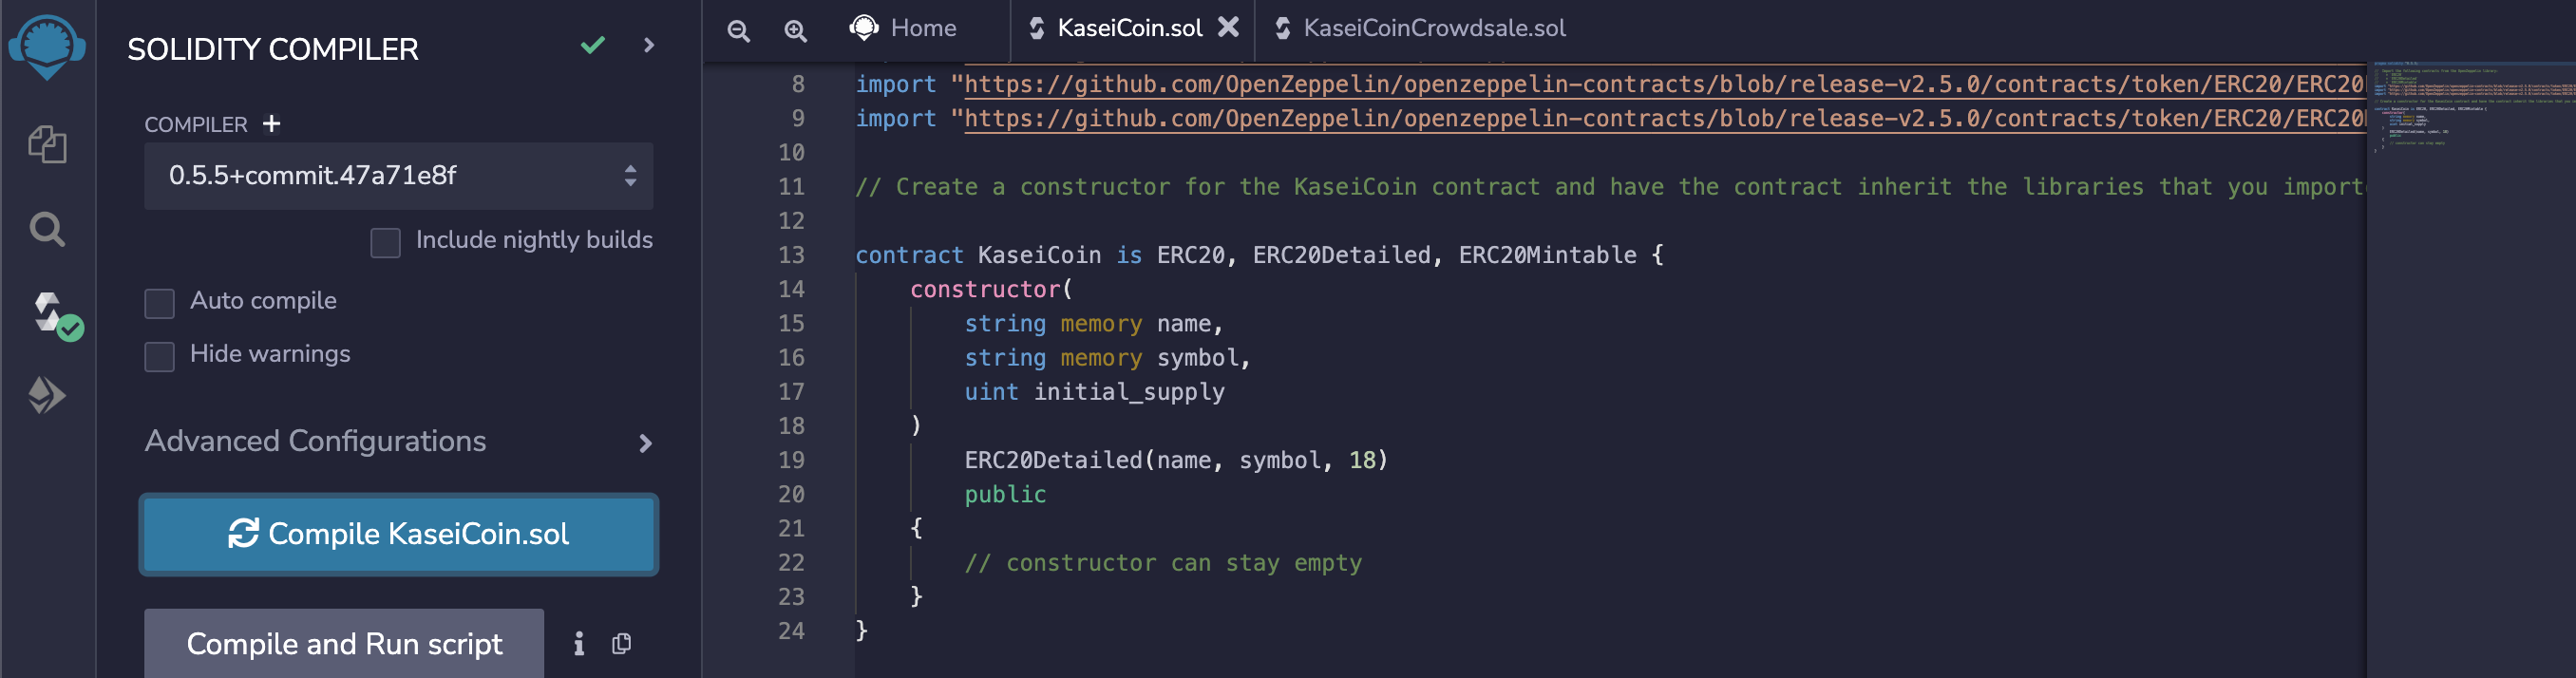 SOLIDITY COMPILER
COMPILER +
0.5.5+commit.47a71e8f
Include nightly builds
Auto compile
Hide warnings
Advanced Configurations
Compile KaseiCoin.sol
Compile and Run script
Home
KaseiCoin.sol
KaseiCoinCrowdsale.sol
8 import "https://github.com/OpenZeppelin/openzeppelin-contracts/blob/release-v2.5.0/contracts/token/ERC20/ERC20
9 import "https://github.com/OpenZeppelin/openzeppelin-contracts/blob/release-v2.5.0/contracts/token/ERC20/ERC20
10
11 // Create a constructor for the KaseiCoin contract and have the contract inherit the libraries that you import
12
13 contract KaseiCoin is ERC20, ERC20Detailed, ERC20Mintable {
14 constructor(
15 string memory name,
16 string memory symbol,
17 uint initial_supply
18 )
19 ERC20Detailed(name, symbol, 18)
20 public
21 {
22 // constructor can stay empty
23 }
24 }